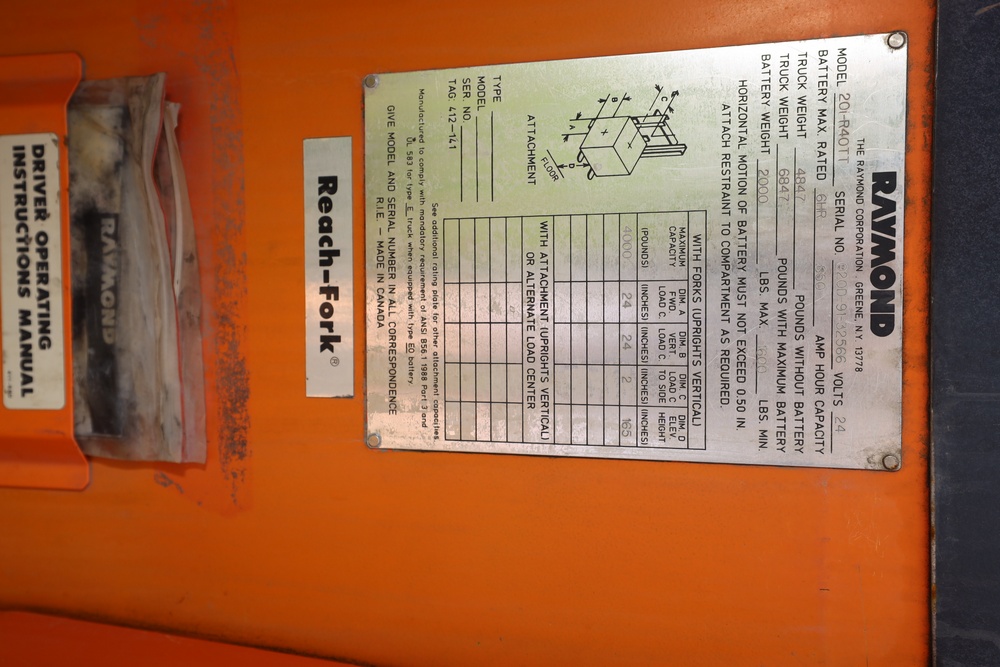 RAYMOND
THE RAYMOND CORPORATION GREENE, N.Y. 13778
MODEL 201-R40TT SERIAL NO. VOLTS 24
BATTERY MAX. RATED 6HR AMP HOUR CAPACITY
TRUCK WEIGHT 4847 POUNDS WITHOUT BATTERY
TRUCK WEIGHT 6847 POUNDS WITH MAXIMUM BATTERY
BATTERY WEIGHT 2000 LBS. MAX. LBS. MIN.
HORIZONTAL MOTION OF BATTERY MUST NOT EXCEED 0.50 IN.
ATTACH RESTRAINT TO COMPARTMENT AS REQUIRED.
C
B
A
D
FLOOR
ATTACHMENT
TYPE
MODEL
SER. NO.
TAG. 412-141
WITH FORKS (UPRIGHTS VERTICAL)
MAXIMUM CAPACITY (POUNDS) DIM. A FWD. LOAD C. (INCHES) DIM. B VERT. LOAD C. (INCHES) DIM. C LOAD C. TO SIDE (INCHES) DIM. D ELEV. HEIGHT (INCHES)
4000 24 24 2 165
WITH ATTACHMENT (UPRIGHTS VERTICAL)
OR ALTERNATE LOAD CENTER
See additional rating plate for other attachment capacities.
Manufactured to comply with mandatory requirement of ANSI B56.1 1988 Part 3 and
UL 583 for type E truck when equipped with type EO battery.
GIVE MODEL AND SERIAL NUMBER IN ALL CORRESPONDENCE
R.I.E. — MADE IN CANADA
Reach-Fork®
RAYMOND
DRIVER OPERATING
INSTRUCTIONS MANUAL